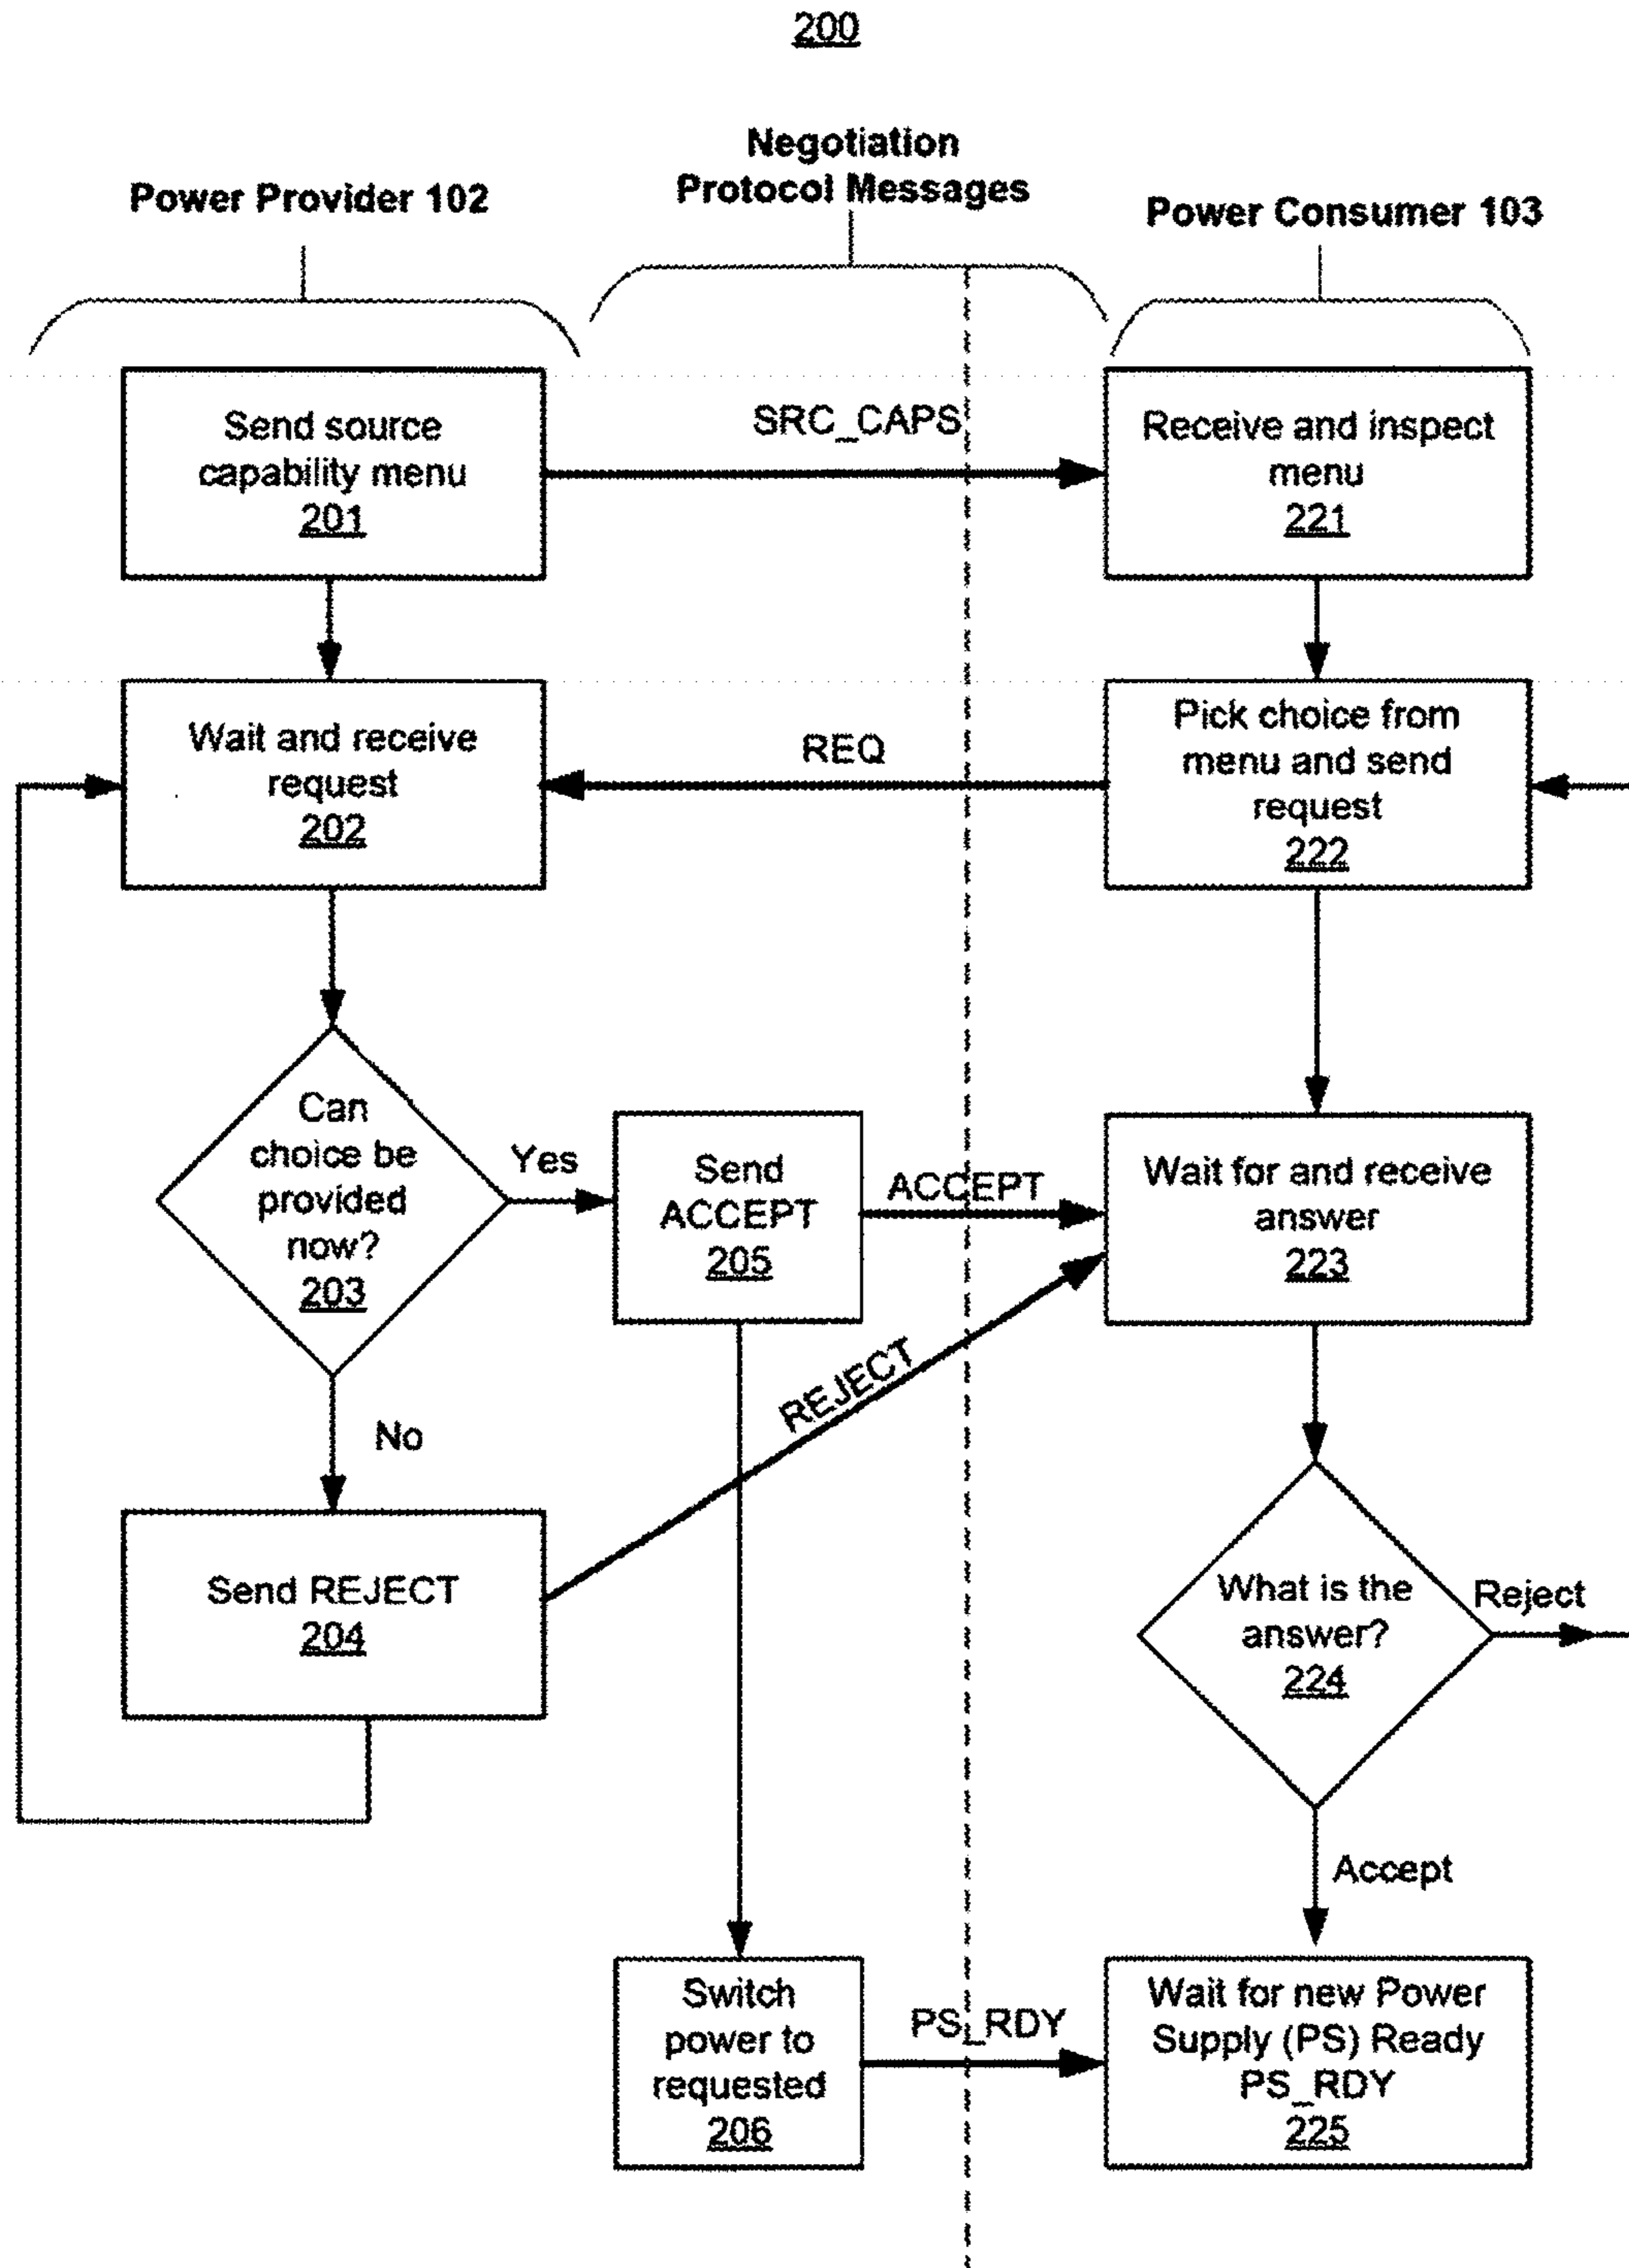 200
Negotiation
Protocol Messages
Power Provider 102
Power Consumer 103
Send source
capability menu
201
SRC_CAPS
Receive and inspect
menu
221
Wait and receive
request
202
REQ
Pick choice from
menu and send
request
222
Can
choice be
provided
now?
203
Yes
Send
ACCEPT
205
ACCEPT
Wait for and receive
answer
223
No
REJECT
Send REJECT
204
What is the
answer?
224
Reject
Accept
Switch
power to
requested
206
PS_RDY
Wait for new Power
Supply (PS) Ready
PS_RDY
225